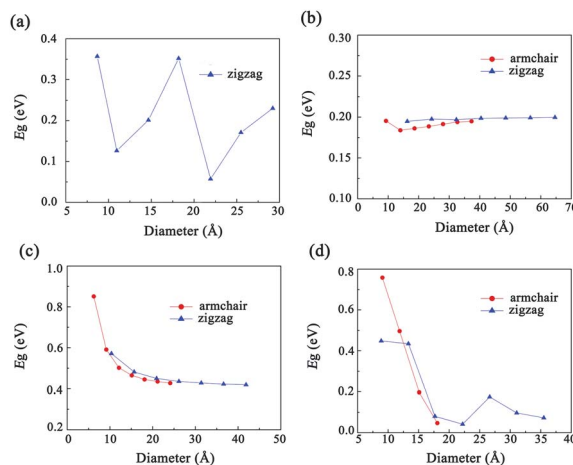 (a)
0.4
0.3
0.2
0.1
0.0
Eg (eV)
zigzag
5 10 15 20 25 30
Diameter (Å)
(b)
0.30
0.25
0.20
0.15
0.10
Eg (eV)
armchair
zigzag
0 10 20 30 40 50 60 70
Diameter (Å)
(c)
1.0
0.8
0.6
0.4
0.2
Eg (eV)
armchair
zigzag
0 10 20 30 40 50
Diameter (Å)
(d)
0.8
0.6
0.4
0.2
0.0
Eg (eV)
armchair
zigzag
5 10 15 20 25 30 35 40
Diameter (Å)